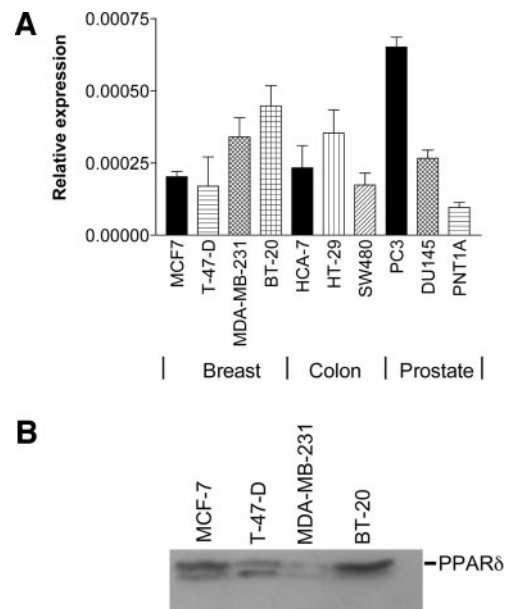 A
Relative expression
0.00075
0.00050
0.00025
0.00000
MCF7
T-47-D
MDA-MB-231
BT-20
HCA-7
HT-29
SW480
PC3
DU145
PNT1A
Breast
Colon
Prostate
B
MCF-7
T-47-D
MDA-MB-231
BT-20
PPARδ